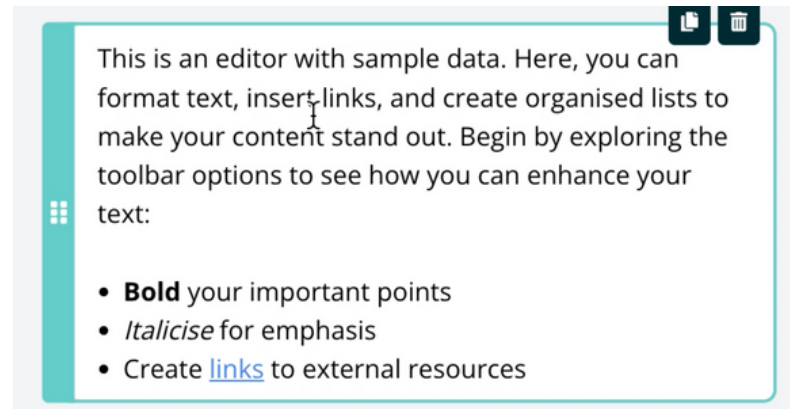 This is an editor with sample data. Here, you can
format text, insert links, and create organised lists to
make your content stand out. Begin by exploring the
toolbar options to see how you can enhance your
text:
• Bold your important points
• Italicise for emphasis
• Create links to external resources